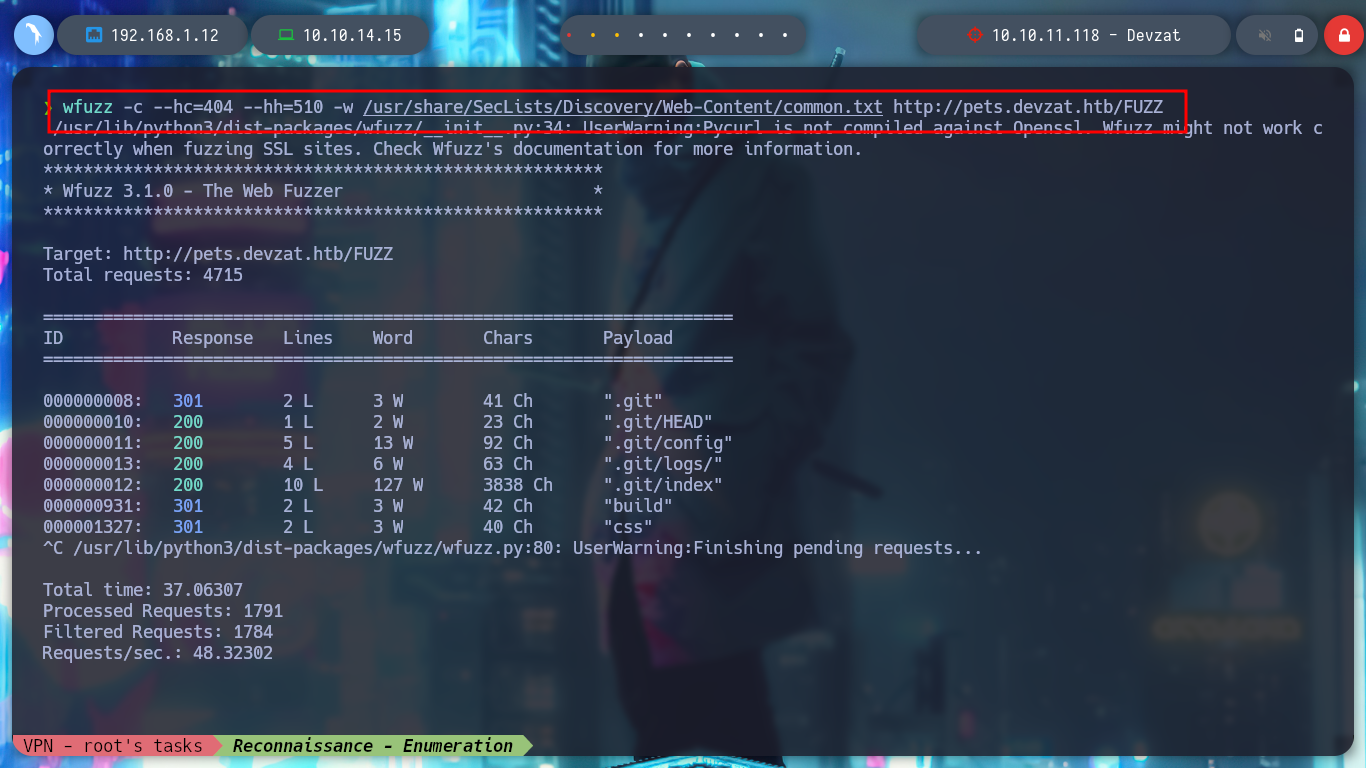 192.168.1.12 10.10.14.15 10.10.11.118 - Devzat
❯ wfuzz -c --hc=404 --hh=510 -w /usr/share/SecLists/Discovery/Web-Content/common.txt http://pets.devzat.htb/FUZZ
/usr/lib/python3/dist-packages/wfuzz/__init__.py:34: UserWarning:Pycurl is not compiled against Openssl. Wfuzz might not work c
orrectly when fuzzing SSL sites. Check Wfuzz's documentation for more information.
********************************************************
* Wfuzz 3.1.0 - The Web Fuzzer                         *
********************************************************
Target: http://pets.devzat.htb/FUZZ
Total requests: 4715
=====================================================================
ID           Response   Lines    Word       Chars       Payload
=====================================================================
000000008:   301        2 L      3 W        41 Ch       ".git"
000000010:   200        1 L      2 W        23 Ch       ".git/HEAD"
000000011:   200        5 L      13 W       92 Ch       ".git/config"
000000013:   200        4 L      6 W        63 Ch       ".git/logs/"
000000012:   200        10 L     127 W      3838 Ch     ".git/index"
000000931:   301        2 L      3 W        42 Ch       "build"
000001327:   301        2 L      3 W        40 Ch       "css"
^C /usr/lib/python3/dist-packages/wfuzz/wfuzz.py:80: UserWarning:Finishing pending requests...
Total time: 37.06307
Processed Requests: 1791
Filtered Requests: 1784
Requests/sec.: 48.32302
VPN - root's tasks Reconnaissance - Enumeration